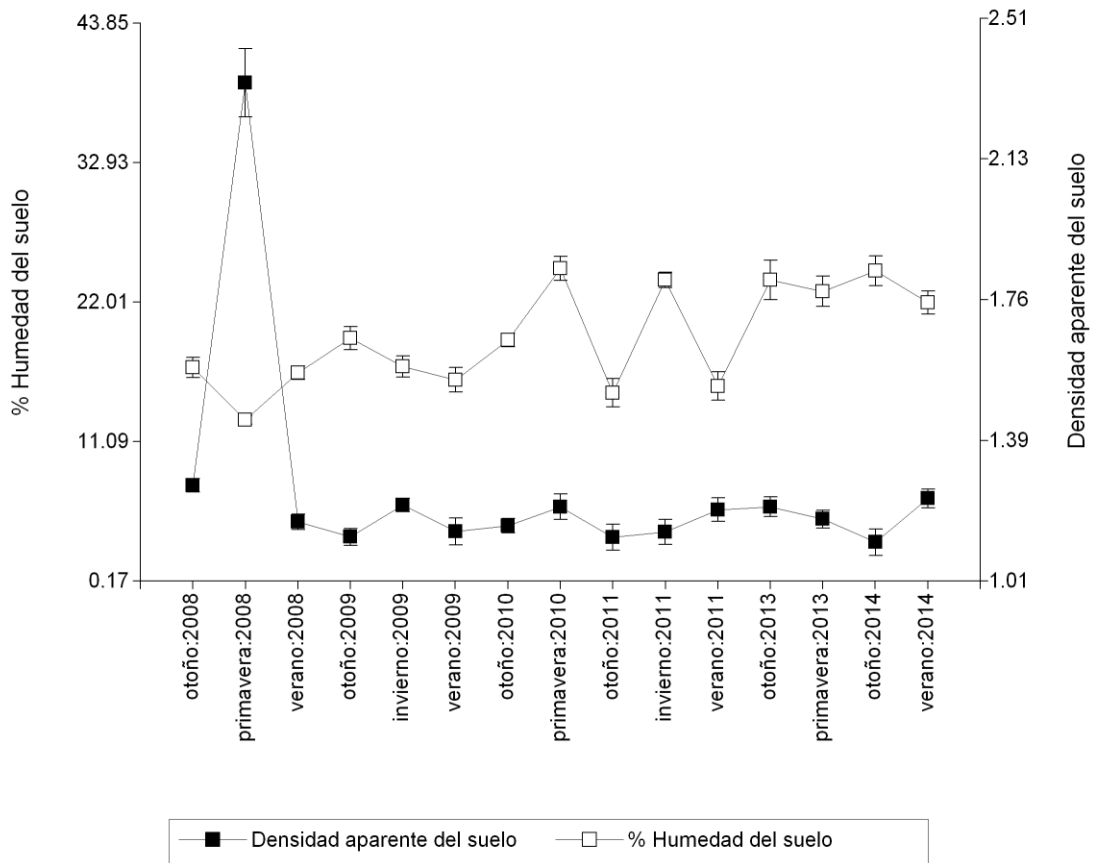 % Humedad del suelo
43.85
32.93
22.01
11.09
0.17
2.51
2.13
1.76
1.39
1.01
Densidad aparente del suelo
otoño:2008
primavera:2008
verano:2008
otoño:2009
invierno:2009
verano:2009
otoño:2010
primavera:2010
otoño:2011
invierno:2011
verano:2011
otoño:2013
primavera:2013
otoño:2014
verano:2014
Densidad aparente del suelo
% Humedad del suelo